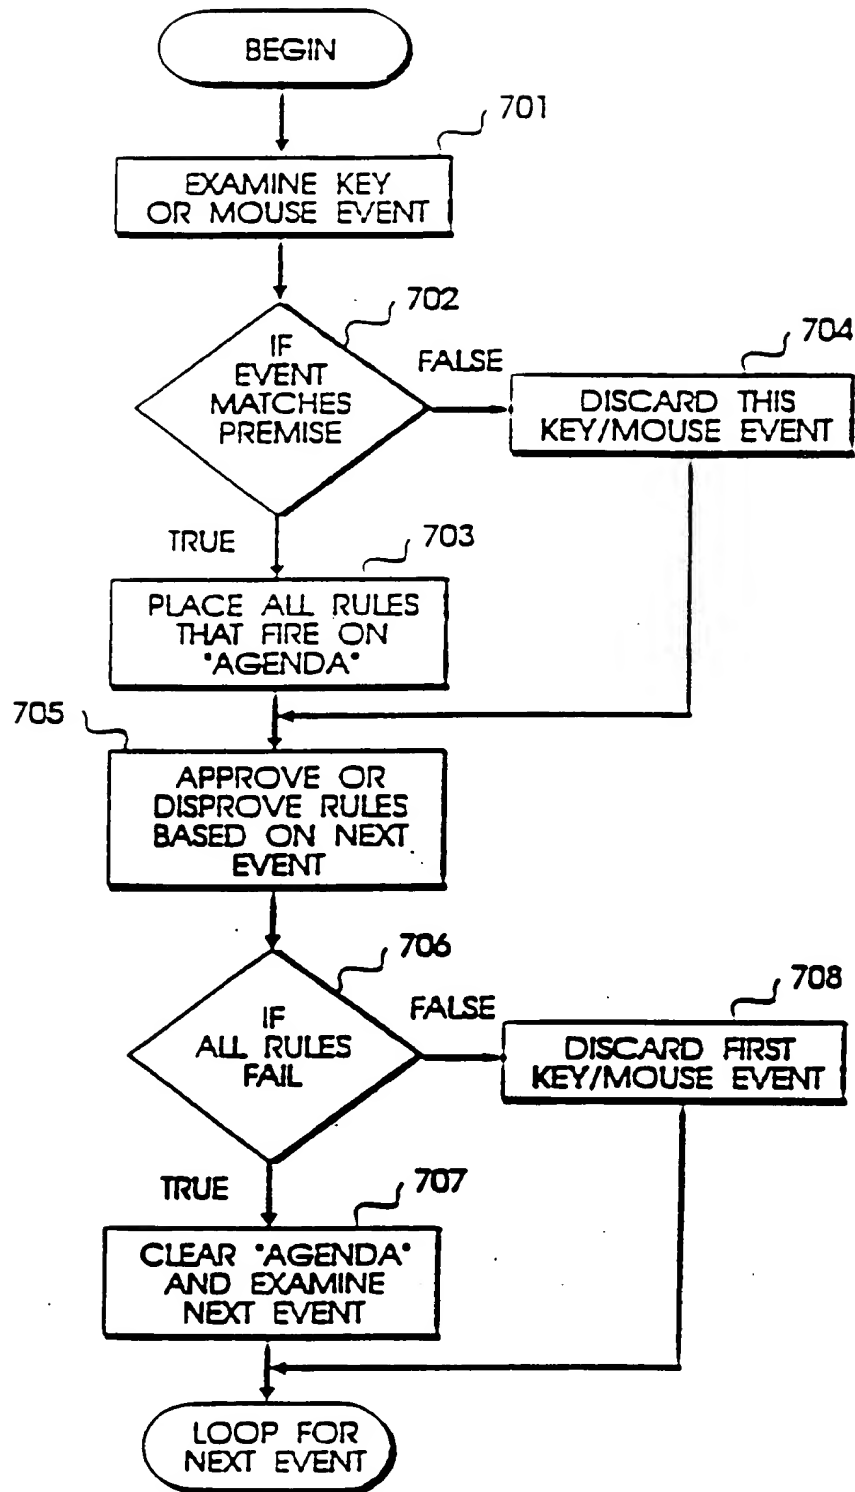 BEGIN
701
EXAMINE KEY
OR MOUSE EVENT
702
IF
EVENT
MATCHES
PREMISE
FALSE
704
DISCARD THIS
KEY/MOUSE EVENT
TRUE
703
PLACE ALL RULES
THAT FIRE ON
"AGENDA"
705
APPROVE OR
DISPROVE RULES
BASED ON NEXT
EVENT
706
IF
ALL RULES
FAIL
FALSE
708
DISCARD FIRST
KEY/MOUSE EVENT
TRUE
707
CLEAR "AGENDA"
AND EXAMINE
NEXT EVENT
LOOP FOR
NEXT EVENT